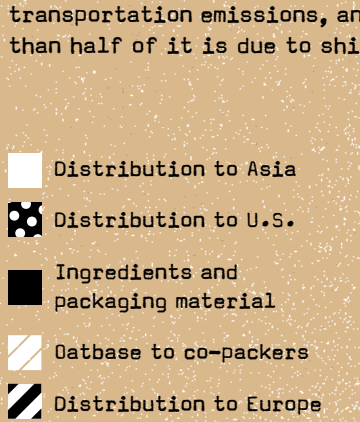 transportation emissions, an
than half of it is due to shi
Distribution to Asia
Distribution to U.S.
Ingredients and
packaging material
Oatbase to co-packers
Distribution to Europe